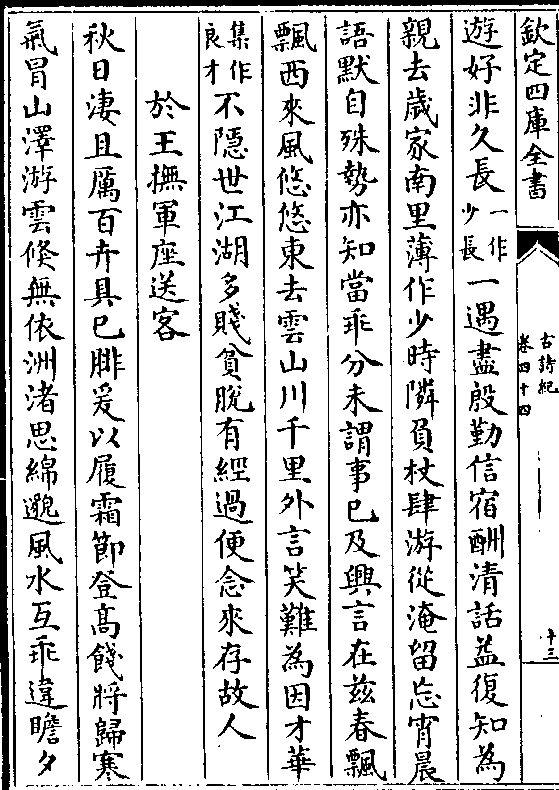 欽定四庫全書
古詩紀
卷四十四
十三
遊好非久長一作少長一遇盡殷勤信宿酬清話益復知為
親去歲家南里薄作少時隣負杖肆游從淹留忘宵晨
語默自殊勢亦知當乖分未謂事已及興言在茲春飄
飄西來風悠悠東去雲山川千里外言笑難為因才華
集作良才不隱世江湖多賤貧脫有經過便念來存故人
於王撫軍座送客
秋日淒且厲百卉具已腓爰以履霜節登高餞將歸寒
氣冒山澤游雲倐無依洲渚思綿邈風水互乖違瞻夕